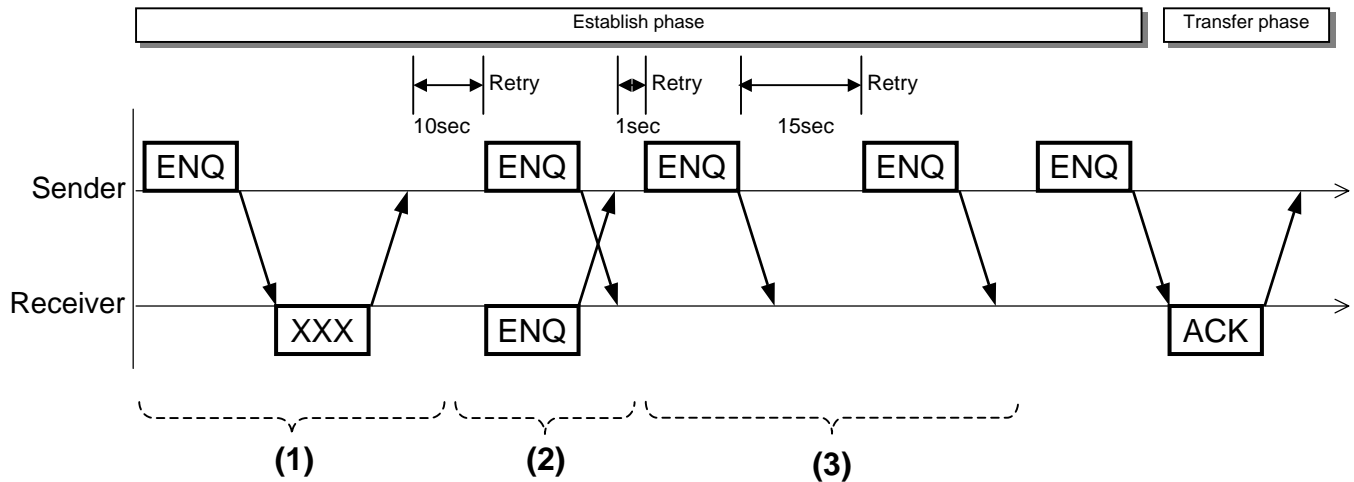 Establish phase Transfer phase
Retry Retry Retry
10sec 1sec 15sec
ENQ ENQ ENQ ENQ ENQ
Sender
Receiver
XXX ENQ ACK
(1) (2) (3)